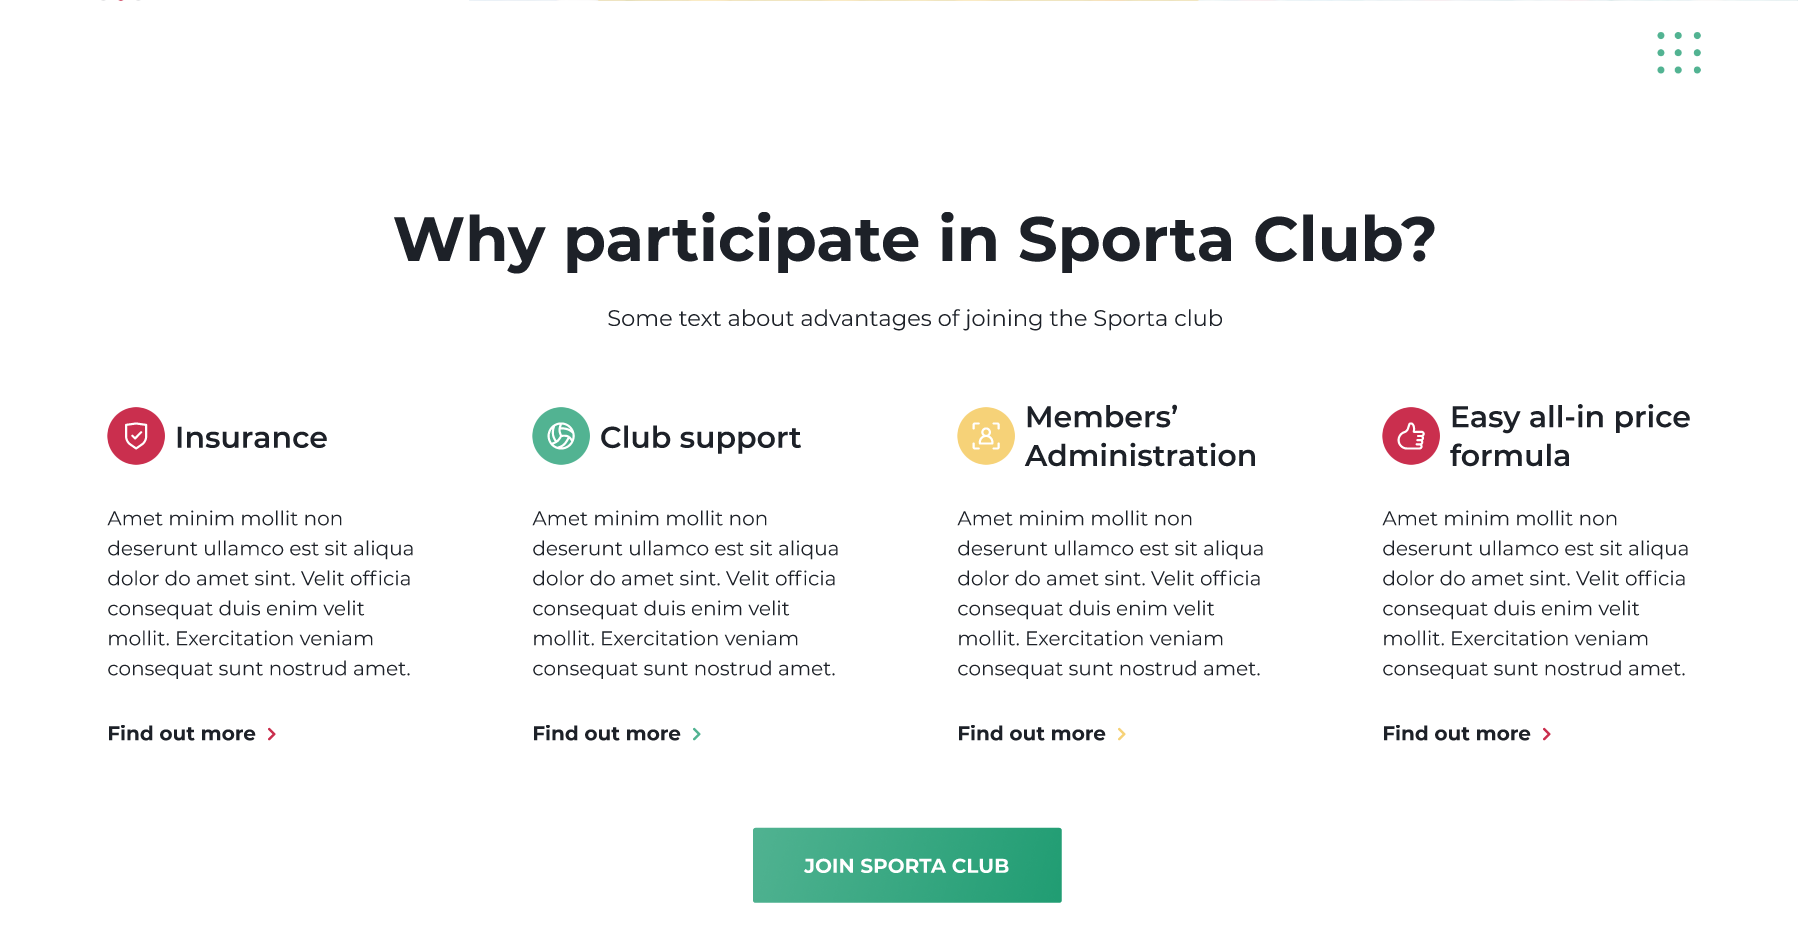 Why participate in Sporta Club?
Some text about advantages of joining the Sporta club
Insurance
Amet minim mollit non
deserunt ullamco est sit aliqua
dolor do amet sint. Velit officia
consequat duis enim velit
mollit. Exercitation veniam
consequat sunt nostrud amet.
Find out more
Club support
Amet minim mollit non
deserunt ullamco est sit aliqua
dolor do amet sint. Velit officia
consequat duis enim velit
mollit. Exercitation veniam
consequat sunt nostrud amet.
Find out more
Members’
Administration
Amet minim mollit non
deserunt ullamco est sit aliqua
dolor do amet sint. Velit officia
consequat duis enim velit
mollit. Exercitation veniam
consequat sunt nostrud amet.
Find out more
Easy all-in price
formula
Amet minim mollit non
deserunt ullamco est sit aliqua
dolor do amet sint. Velit officia
consequat duis enim velit
mollit. Exercitation veniam
consequat sunt nostrud amet.
Find out more
JOIN SPORTA CLUB